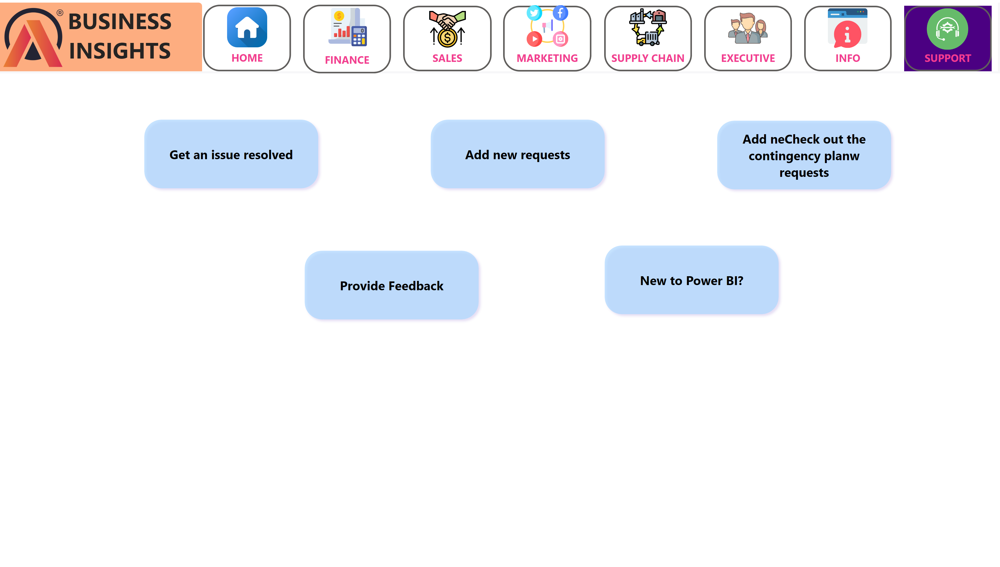 BUSINESS
INSIGHTS
®
HOME
FINANCE
SALES
MARKETING
SUPPLY CHAIN
EXECUTIVE
INFO
SUPPORT
Get an issue resolved
Add new requests
Add neCheck out the
contingency planw
requests
Provide Feedback
New to Power BI?